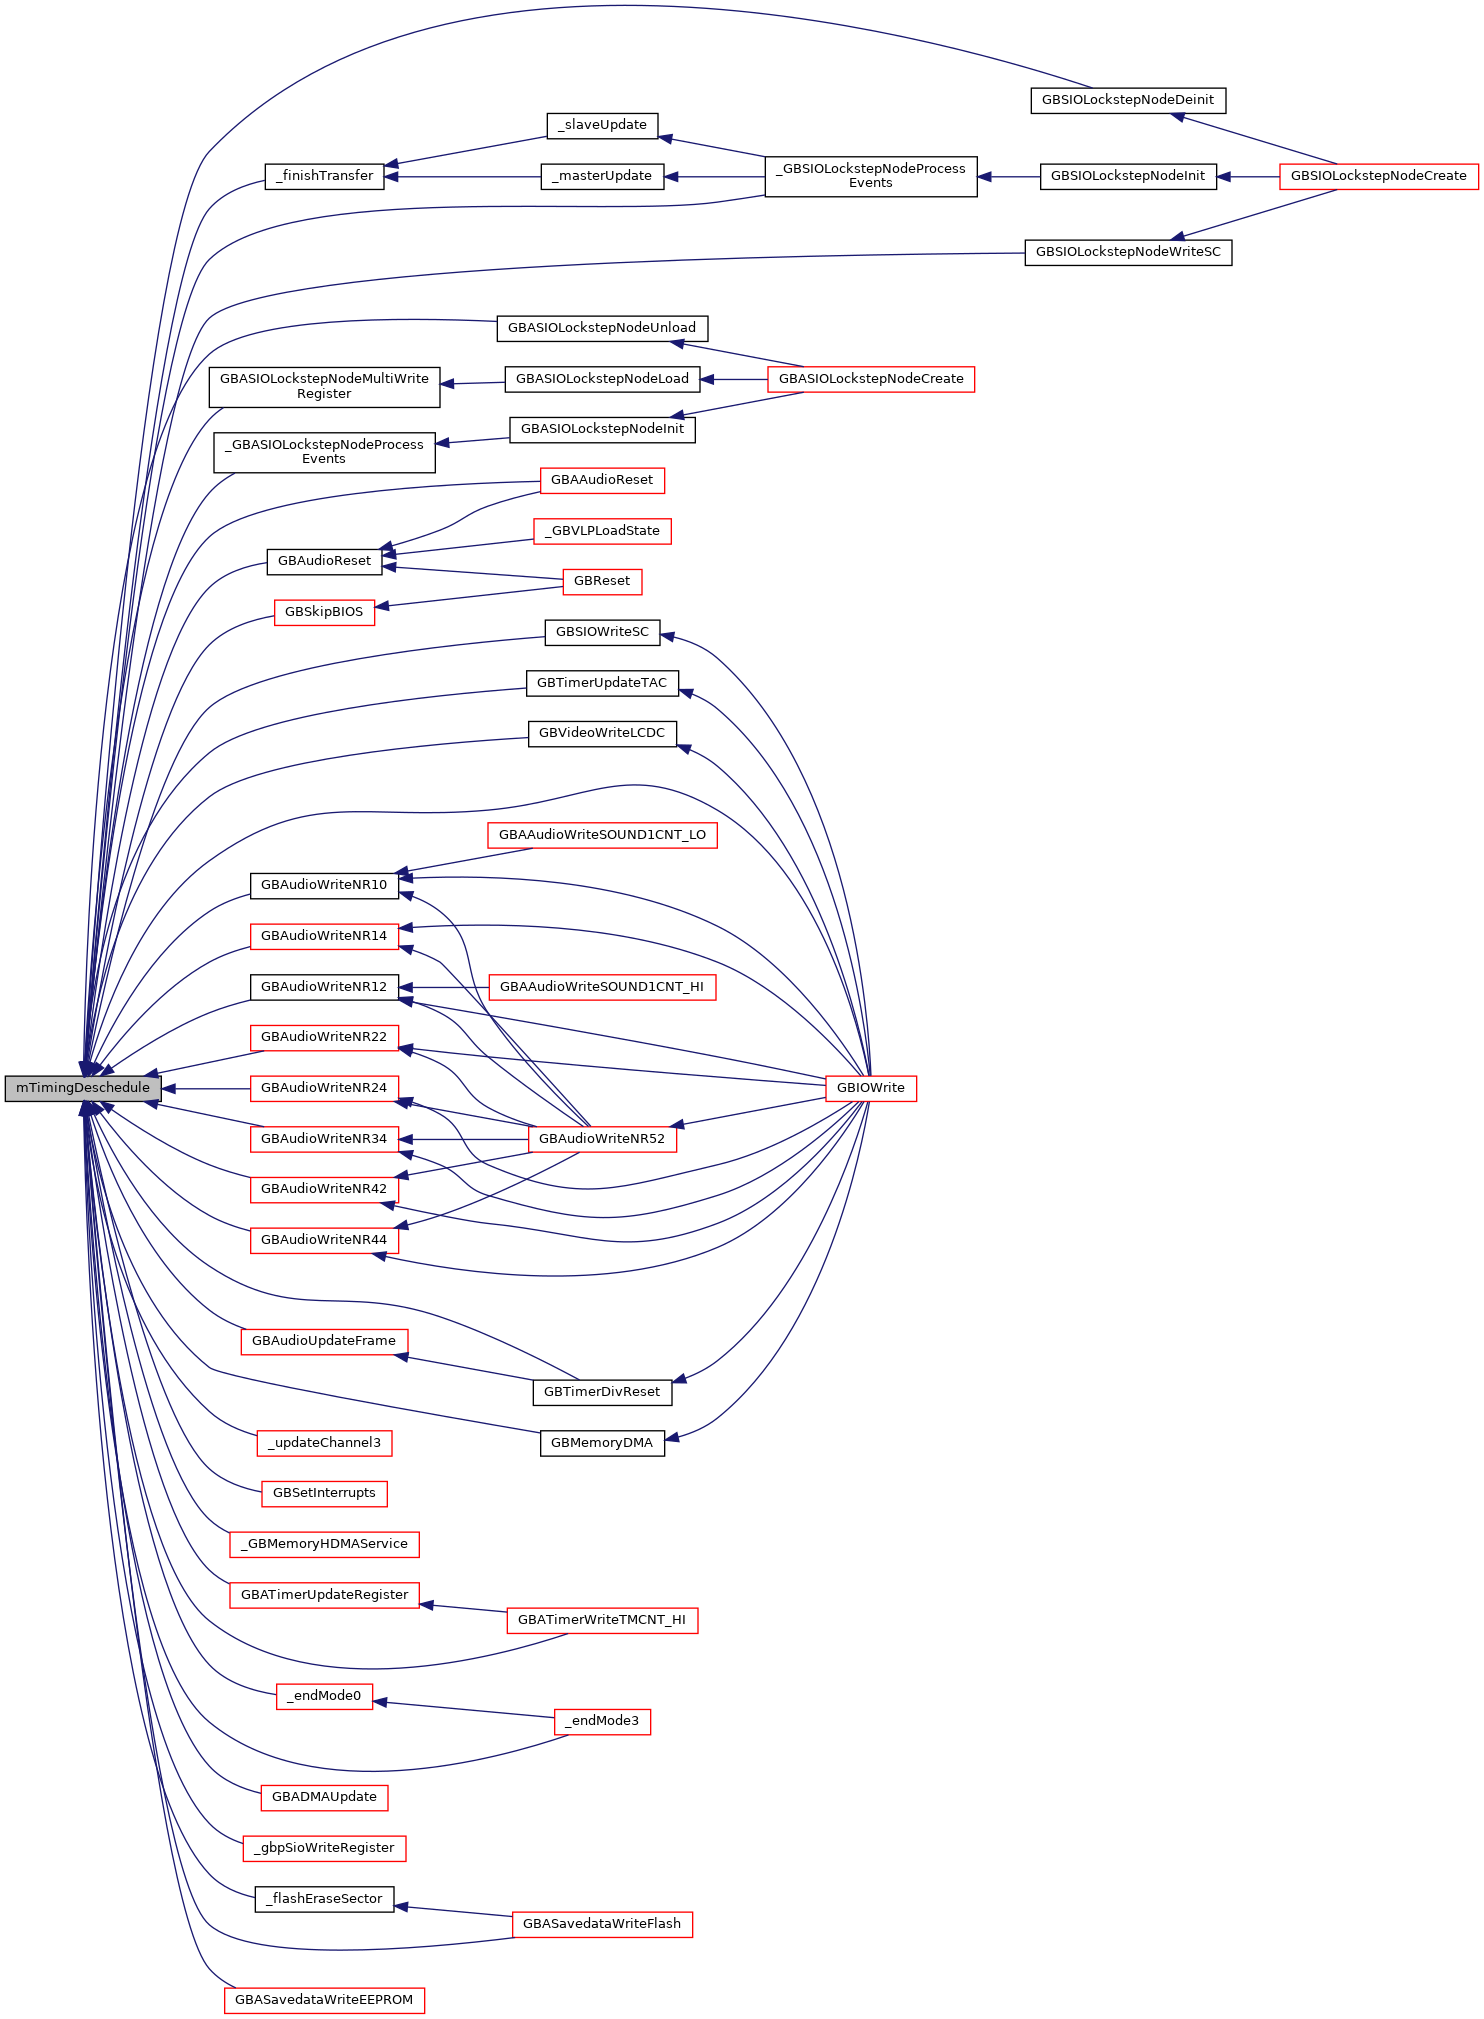 GBSIOLockstepNodeDeinit
_slaveUpdate
_finishTransfer
_masterUpdate
_GBSIOLockstepNodeProcess
Events
GBSIOLockstepNodeInit
GBSIOLockstepNodeCreate
GBSIOLockstepNodeWriteSC
GBASIOLockstepNodeUnload
GBASIOLockstepNodeMultiWrite
Register
GBASIOLockstepNodeLoad
GBASIOLockstepNodeCreate
GBASIOLockstepNodeInit
_GBASIOLockstepNodeProcess
Events
GBAAudioReset
_GBVLPLoadState
GBAudioReset
GBReset
GBSkipBIOS
GBSIOWriteSC
GBTimerUpdateTAC
GBVideoWriteLCDC
GBAAudioWriteSOUND1CNT_LO
GBAudioWriteNR10
GBAudioWriteNR14
GBAudioWriteNR12
GBAAudioWriteSOUND1CNT_HI
GBAudioWriteNR22
mTimingDeschedule
GBAudioWriteNR24
GBIOWrite
GBAudioWriteNR34
GBAudioWriteNR52
GBAudioWriteNR42
GBAudioWriteNR44
GBAudioUpdateFrame
GBTimerDivReset
_updateChannel3
GBMemoryDMA
GBSetInterrupts
_GBMemoryHDMAService
GBATimerUpdateRegister
GBATimerWriteTMCNT_HI
_endMode0
_endMode3
GBADMAUpdate
_gbpSioWriteRegister
_flashEraseSector
GBASavedataWriteFlash
GBASavedataWriteEEPROM